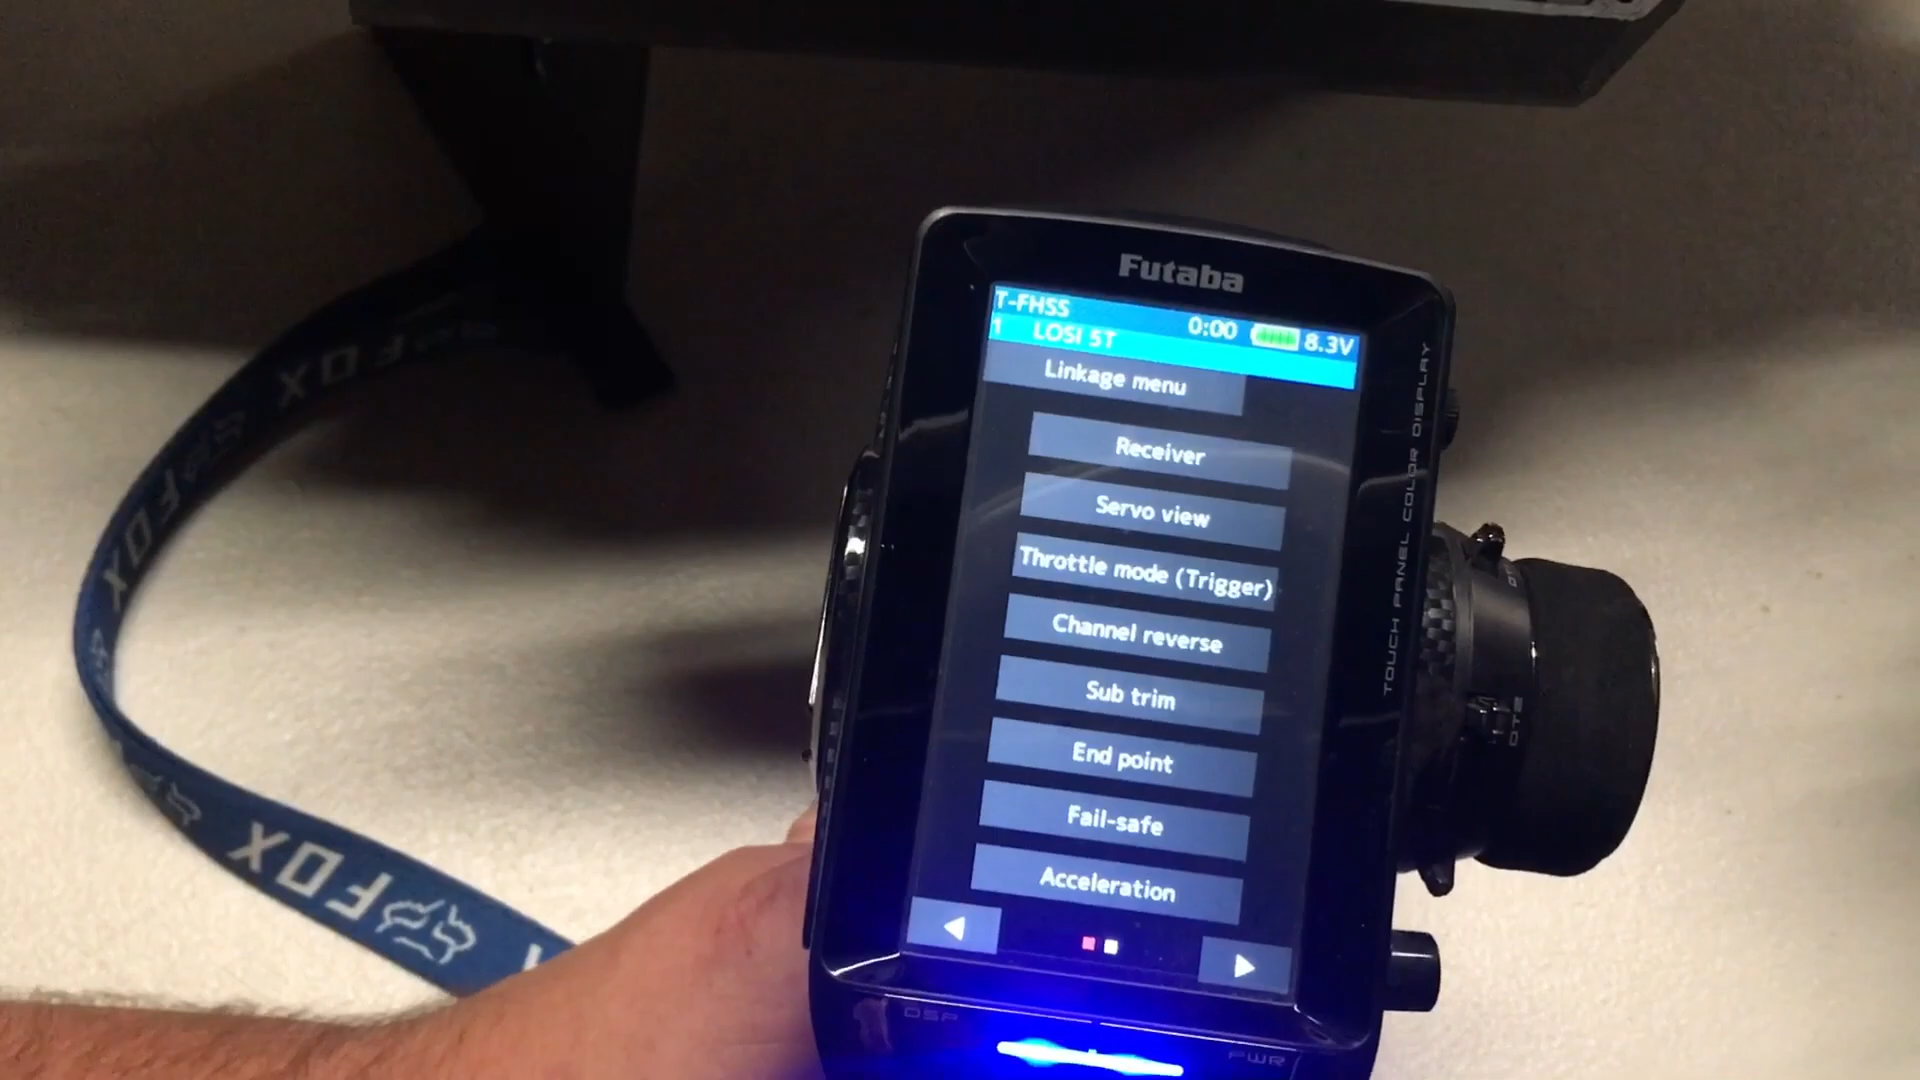 Futaba
T-FHSS
0:00 8.3V
1 LOSI 5T
Linkage menu
Receiver
Servo view
Throttle mode (Trigger)
Channel reverse
Sub trim
End point
Fail-safe
Acceleration
DSP
PWR
TOUCH PANEL COLOR DISPLAY
DT2
FOX
FOX
FOX